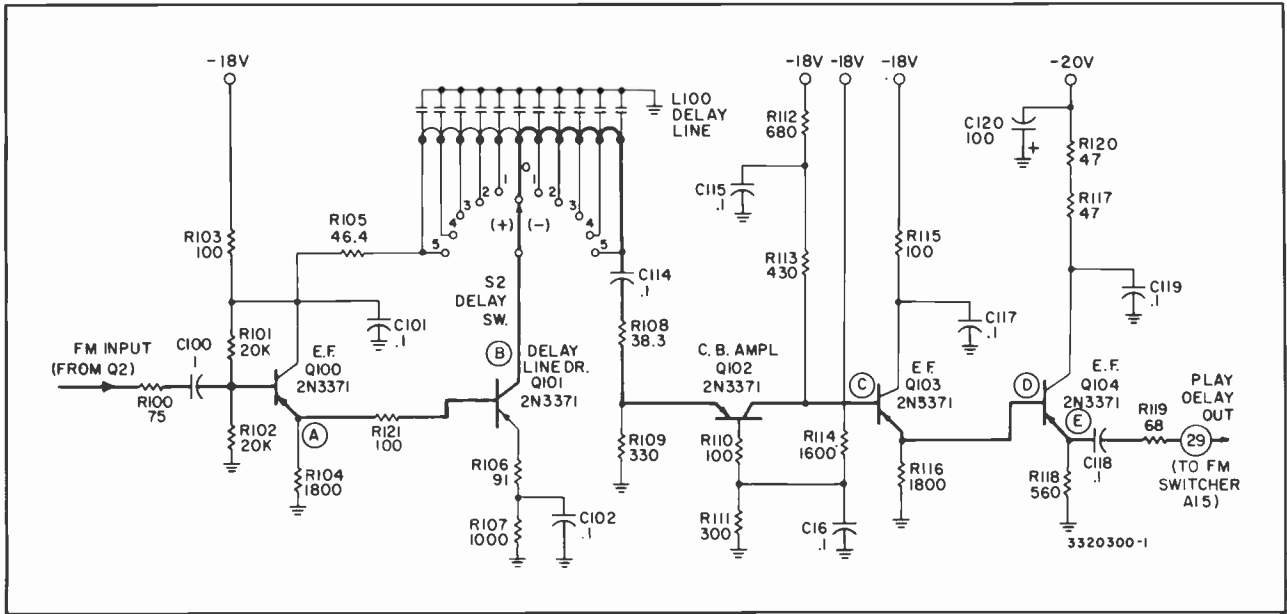 -18V
-18V
-18V
-18V
-20V
L100
DELAY
LINE
R112
680
C120
100
+
R120
47
R117
47
C115
.1
R103
100
R105
46.4
5
4
3
2
1
0
1
2
3
4
5
(+)
(-)
R113
430
R115
100
C114
.1
S2
DELAY
SW.
C119
.1
C117
.1
C101
.1
R101
20K
R108
38.3
FM INPUT
(FROM Q2)
C100
.1
R100
75
E.F.
Q100
2N3371
B
DELAY
LINE DR.
Q101
2N3371
C. B. AMPL
Q102
2N3371
C
E F
Q103
2N3371
D
E.F.
Q104
2N3371
E
PLAY
DELAY
OUT
R119
68
29
(TO FM
SWITCHER
A15)
R102
20K
A
R121
100
R104
1800
R106
91
R107
1000
C102
.1
R109
330
R110
100
R114
1600
R111
300
C16
.1
R116
1800
C118
.1
R118
560
3320300-1